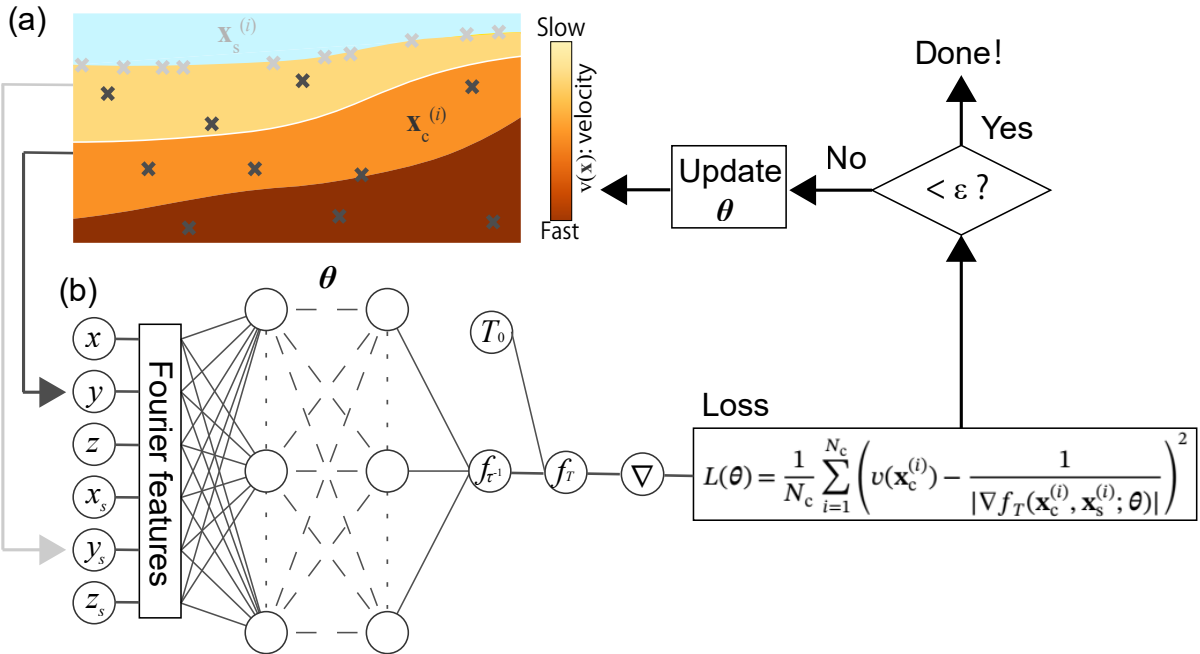 (a)
x_s^(i)
x_c^(i)
Slow
v(x): velocity
Fast
Update
θ
No
Yes
Done!
< ε ?
(b)
θ
x
y
z
x_s
y_s
z_s
Fourier features
T_0
f_τ⁻¹
f_T
∇
Loss
L(θ) = 1/N_c ∑_{i=1}^{N_c} ( v(x_c^(i)) − 1/|∇f_T(x_c^(i), x_s^(i); θ)| )²